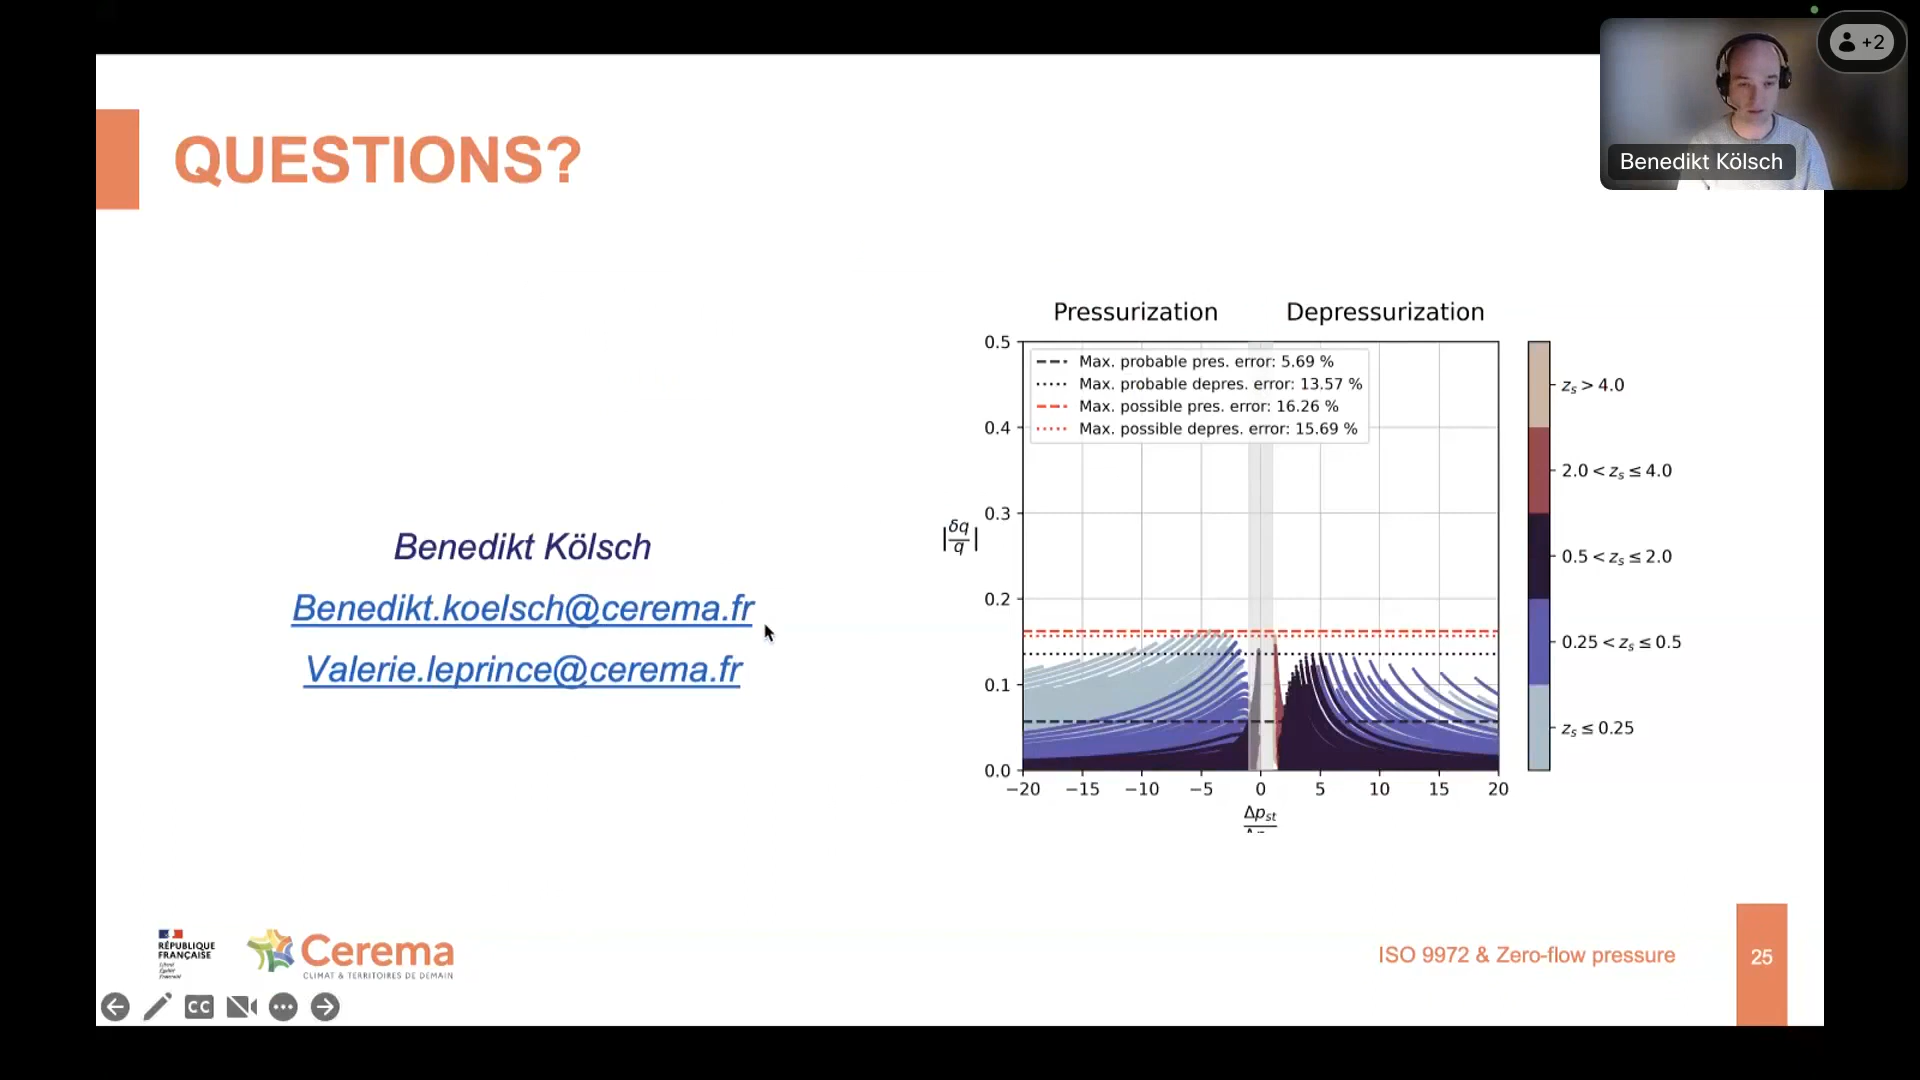 +2
Benedikt Kölsch
QUESTIONS?
Benedikt Kölsch
Benedikt.koelsch@cerema.fr
Valerie.leprince@cerema.fr
Pressurization
Depressurization
Max. probable pres. error: 5.69 %
Max. probable depres. error: 13.57 %
Max. possible pres. error: 16.26 %
Max. possible depres. error: 15.69 %
0.5
0.4
0.3
0.2
0.1
0.0
|δq/q|
−20 −15 −10 −5 0 5 10 15 20
Δp_st
z_s > 4.0
2.0 < z_s ≤ 4.0
0.5 < z_s ≤ 2.0
0.25 < z_s ≤ 0.5
z_s ≤ 0.25
RÉPUBLIQUE
FRANÇAISE
Liberté
Égalité
Fraternité
Cerema
CLIMAT & TERRITOIRES DE DEMAIN
ISO 9972 & Zero-flow pressure
25
CC